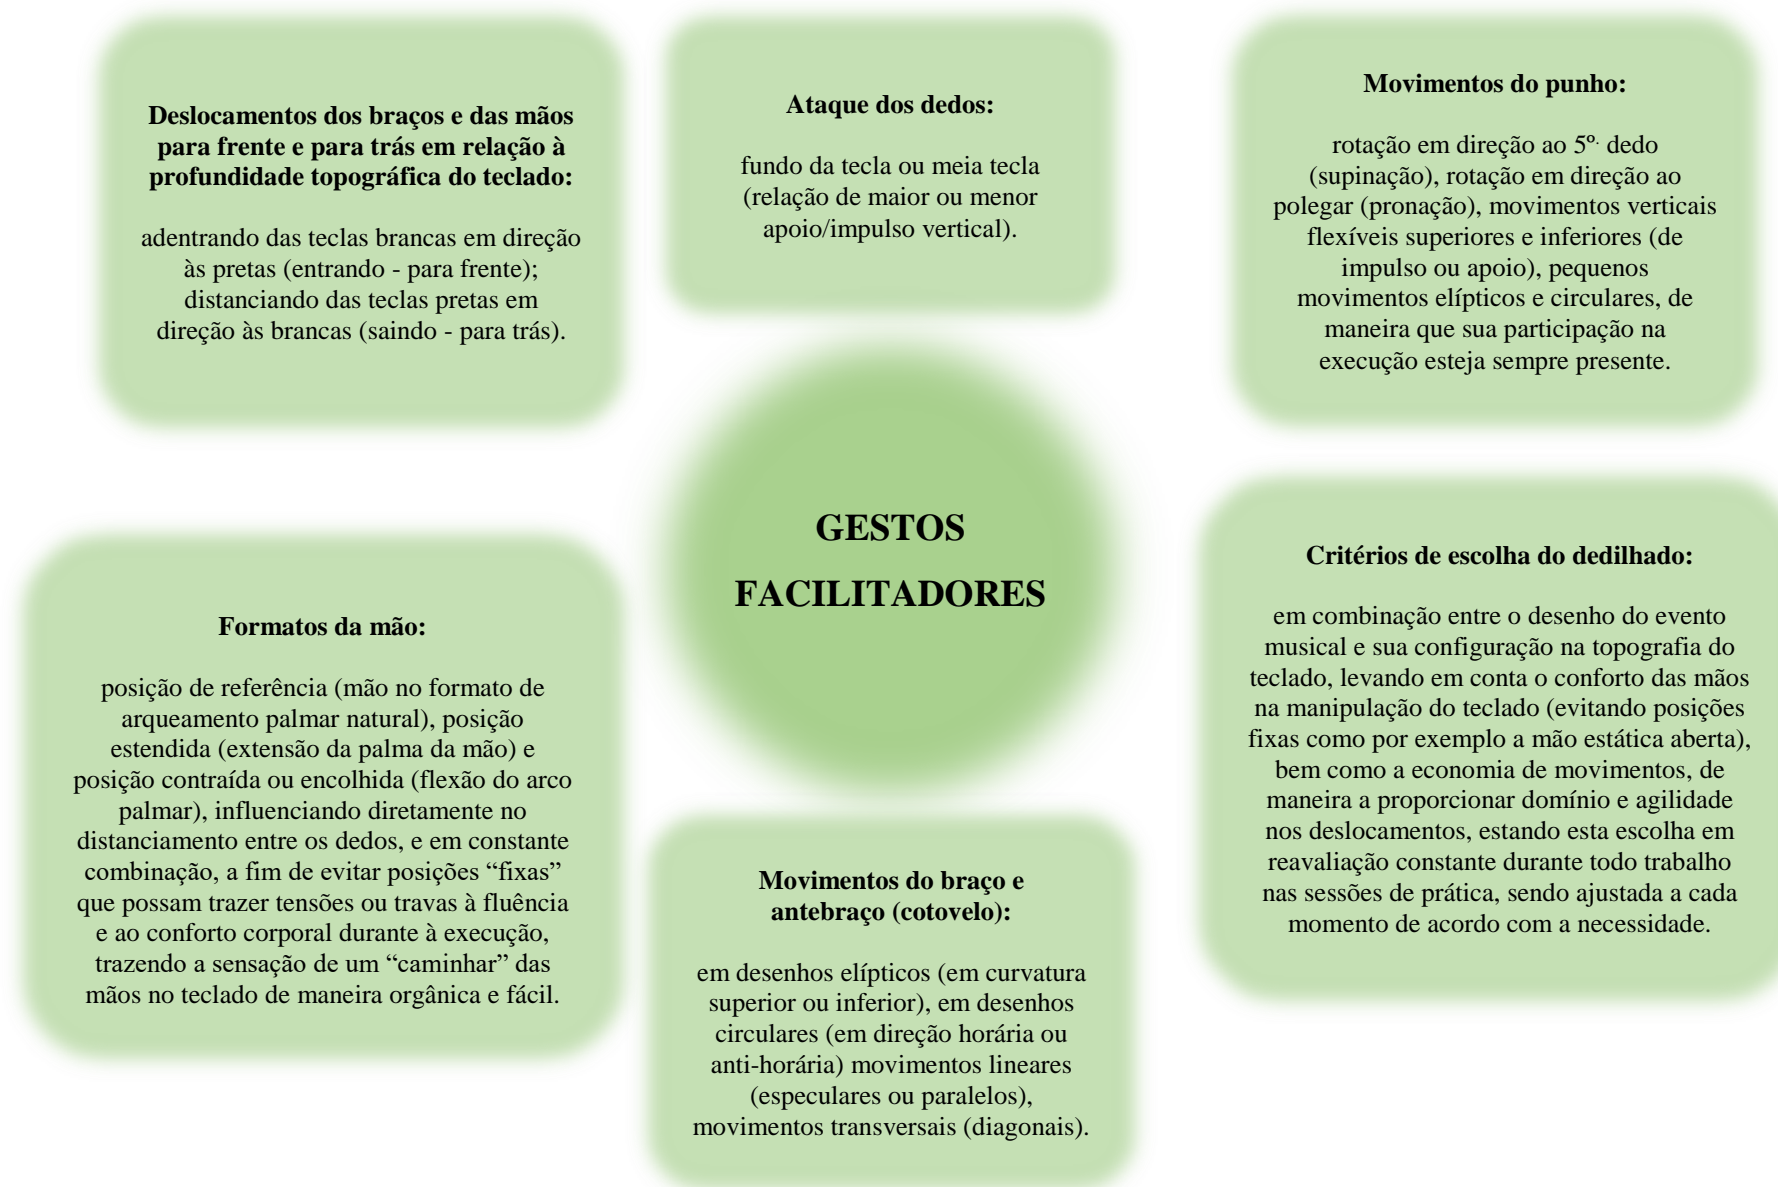 Deslocamentos dos braços e das mãos
para frente e para trás em relação à
profundidade topográfica do teclado:
adentrando das teclas brancas em direção
às pretas (entrando - para frente);
distanciando das teclas pretas em
direção às brancas (saindo - para trás).
Ataque dos dedos:
fundo da tecla ou meia tecla
(relação de maior ou menor
apoio/impulso vertical).
Movimentos do punho:
rotação em direção ao 5º. dedo
(supinação), rotação em direção ao
polegar (pronação), movimentos verticais
flexíveis superiores e inferiores (de
impulso ou apoio), pequenos
movimentos elípticos e circulares, de
maneira que sua participação na
execução esteja sempre presente.
GESTOS
FACILITADORES
Formatos da mão:
posição de referência (mão no formato de
arqueamento palmar natural), posição
estendida (extensão da palma da mão) e
posição contraída ou encolhida (flexão do arco
palmar), influenciando diretamente no
distanciamento entre os dedos, e em constante
combinação, a fim de evitar posições “fixas”
que possam trazer tensões ou travas à fluência
e ao conforto corporal durante à execução,
trazendo a sensação de um “caminhar” das
mãos no teclado de maneira orgânica e fácil.
Movimentos do braço e
antebraço (cotovelo):
em desenhos elípticos (em curvatura
superior ou inferior), em desenhos
circulares (em direção horária ou
anti-horária) movimentos lineares
(especulares ou paralelos),
movimentos transversais (diagonais).
Critérios de escolha do dedilhado:
em combinação entre o desenho do evento
musical e sua configuração na topografia do
teclado, levando em conta o conforto das mãos
na manipulação do teclado (evitando posições
fixas como por exemplo a mão estática aberta),
bem como a economia de movimentos, de
maneira a proporcionar domínio e agilidade
nos deslocamentos, estando esta escolha em
reavaliação constante durante todo trabalho
nas sessões de prática, sendo ajustada a cada
momento de acordo com a necessidade.